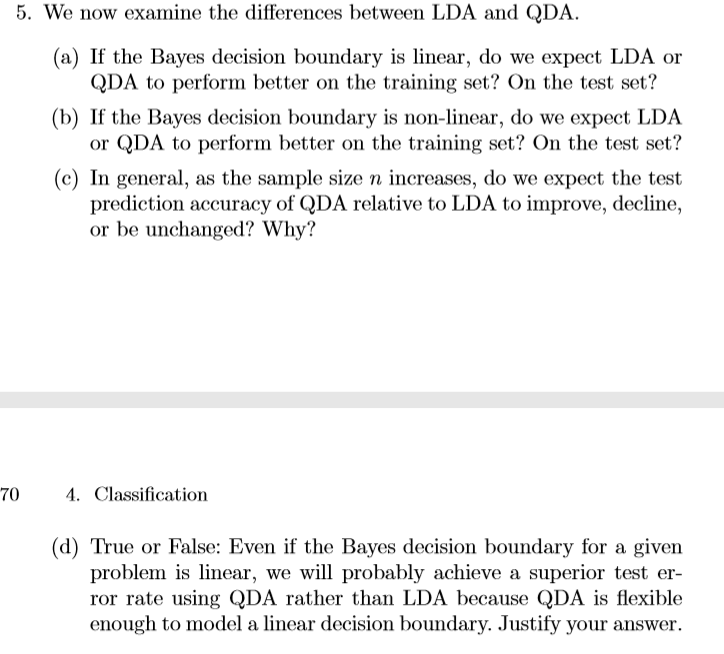 5. We now examine the differences between LDA and QDA.
(a) If the Bayes decision boundary is linear, do we expect LDA or
QDA to perform better on the training set? On the test set?
(b) If the Bayes decision boundary is non-linear, do we expect LDA
or QDA to perform better on the training set? On the test set?
(c) In general, as the sample size n increases, do we expect the test
prediction accuracy of QDA relative to LDA to improve, decline,
or be unchanged? Why?
70 4. Classification
(d) True or False: Even if the Bayes decision boundary for a given
problem is linear, we will probably achieve a superior test er-
ror rate using QDA rather than LDA because QDA is flexible
enough to model a linear decision boundary. Justify your answer.